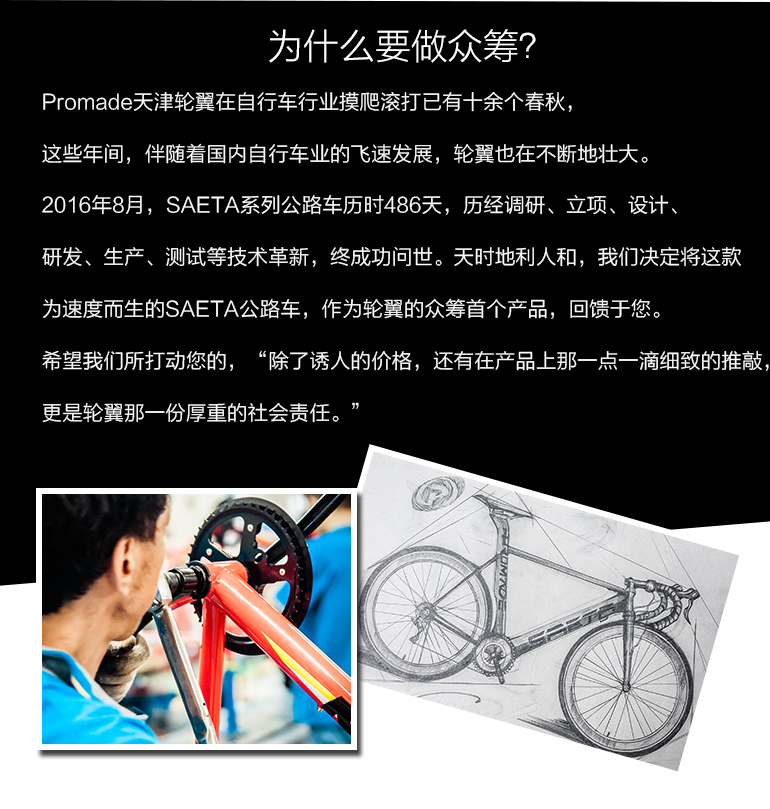 为什么要做众筹？
Promade天津轮翼在自行车行业摸爬滚打已有十余个春秋，
这些年间，伴随着国内自行车业的飞速发展，轮翼也在不断地壮大。
2016年8月，SAETA系列公路车历时486天，历经调研、立项、设计、
研发、生产、测试等技术革新，终成功问世。天时地利人和，我们决定将这款
为速度而生的SAETA公路车，作为轮翼的众筹首个产品，回馈于您。
希望我们所打动您的，“除了诱人的价格，还有在产品上那一点一滴细致的推敲，
更是轮翼那一份厚重的社会责任。”
R
PROMADE
SAETA